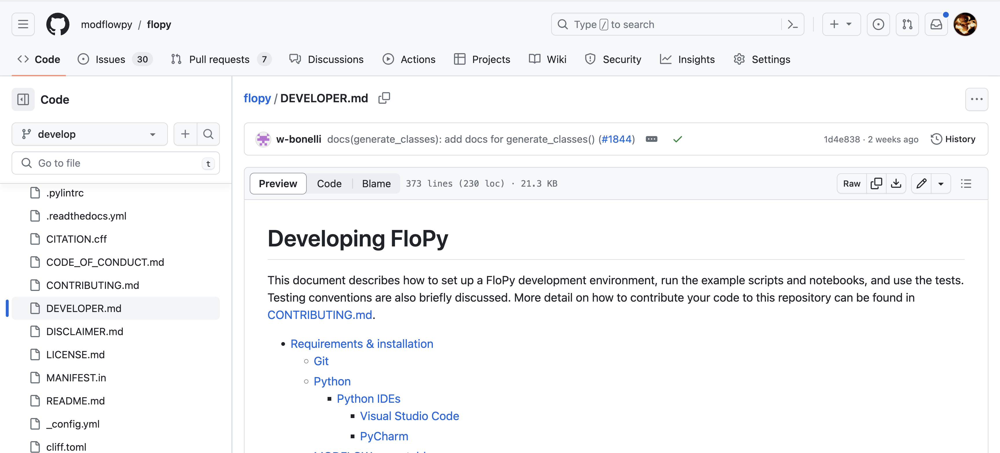 modflowpy / flopy
Type / to search
Code
Issues 30
Pull requests 7
Discussions
Actions
Projects
Wiki
Security
Insights
Settings
Code
develop
Go to file t
.pylintrc
.readthedocs.yml
CITATION.cff
CODE_OF_CONDUCT.md
CONTRIBUTING.md
DEVELOPER.md
DISCLAIMER.md
LICENSE.md
MANIFEST.in
README.md
_config.yml
cliff.toml
flopy / DEVELOPER.md
w-bonelli docs(generate_classes): add docs for generate_classes() (#1844)
1d4e838 · 2 weeks ago History
Preview Code Blame 373 lines (230 loc) · 21.3 KB
Raw
Developing FloPy
This document describes how to set up a FloPy development environment, run the example scripts and notebooks, and use the tests.
Testing conventions are also briefly discussed. More detail on how to contribute your code to this repository can be found in
CONTRIBUTING.md.
Requirements & installation
Git
Python
Python IDEs
Visual Studio Code
PyCharm